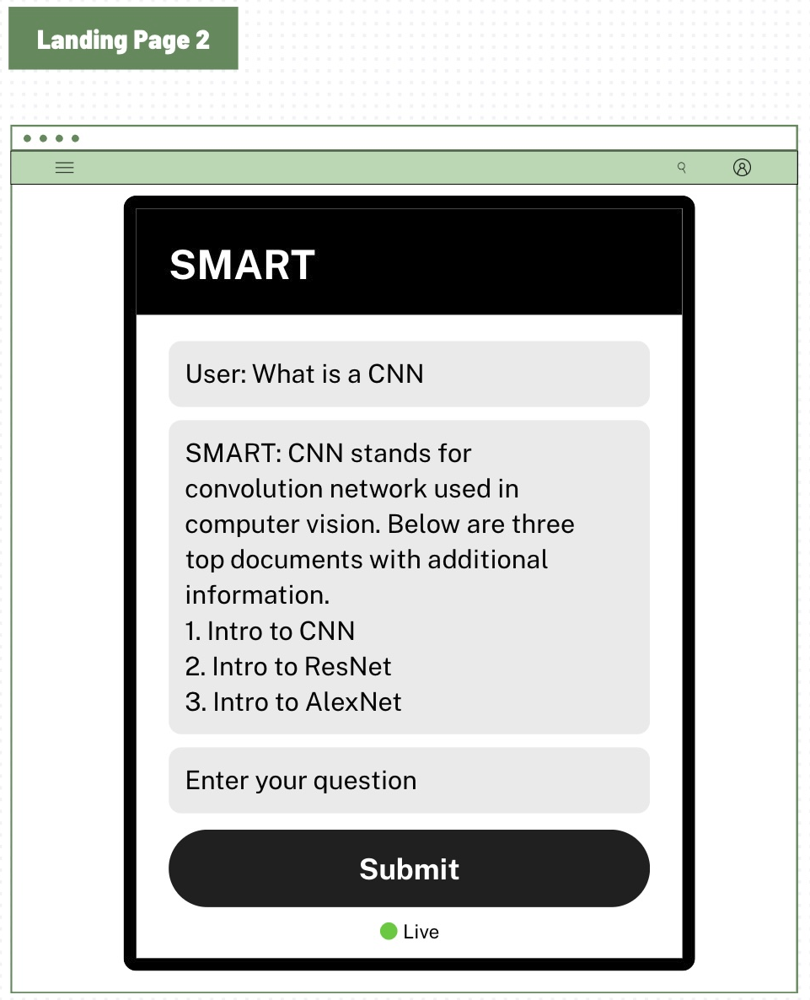 Landing Page 2
SMART
User: What is a CNN
SMART: CNN stands for
convolution network used in
computer vision. Below are three
top documents with additional
information.
1. Intro to CNN
2. Intro to ResNet
3. Intro to AlexNet
Enter your question
Submit
Live